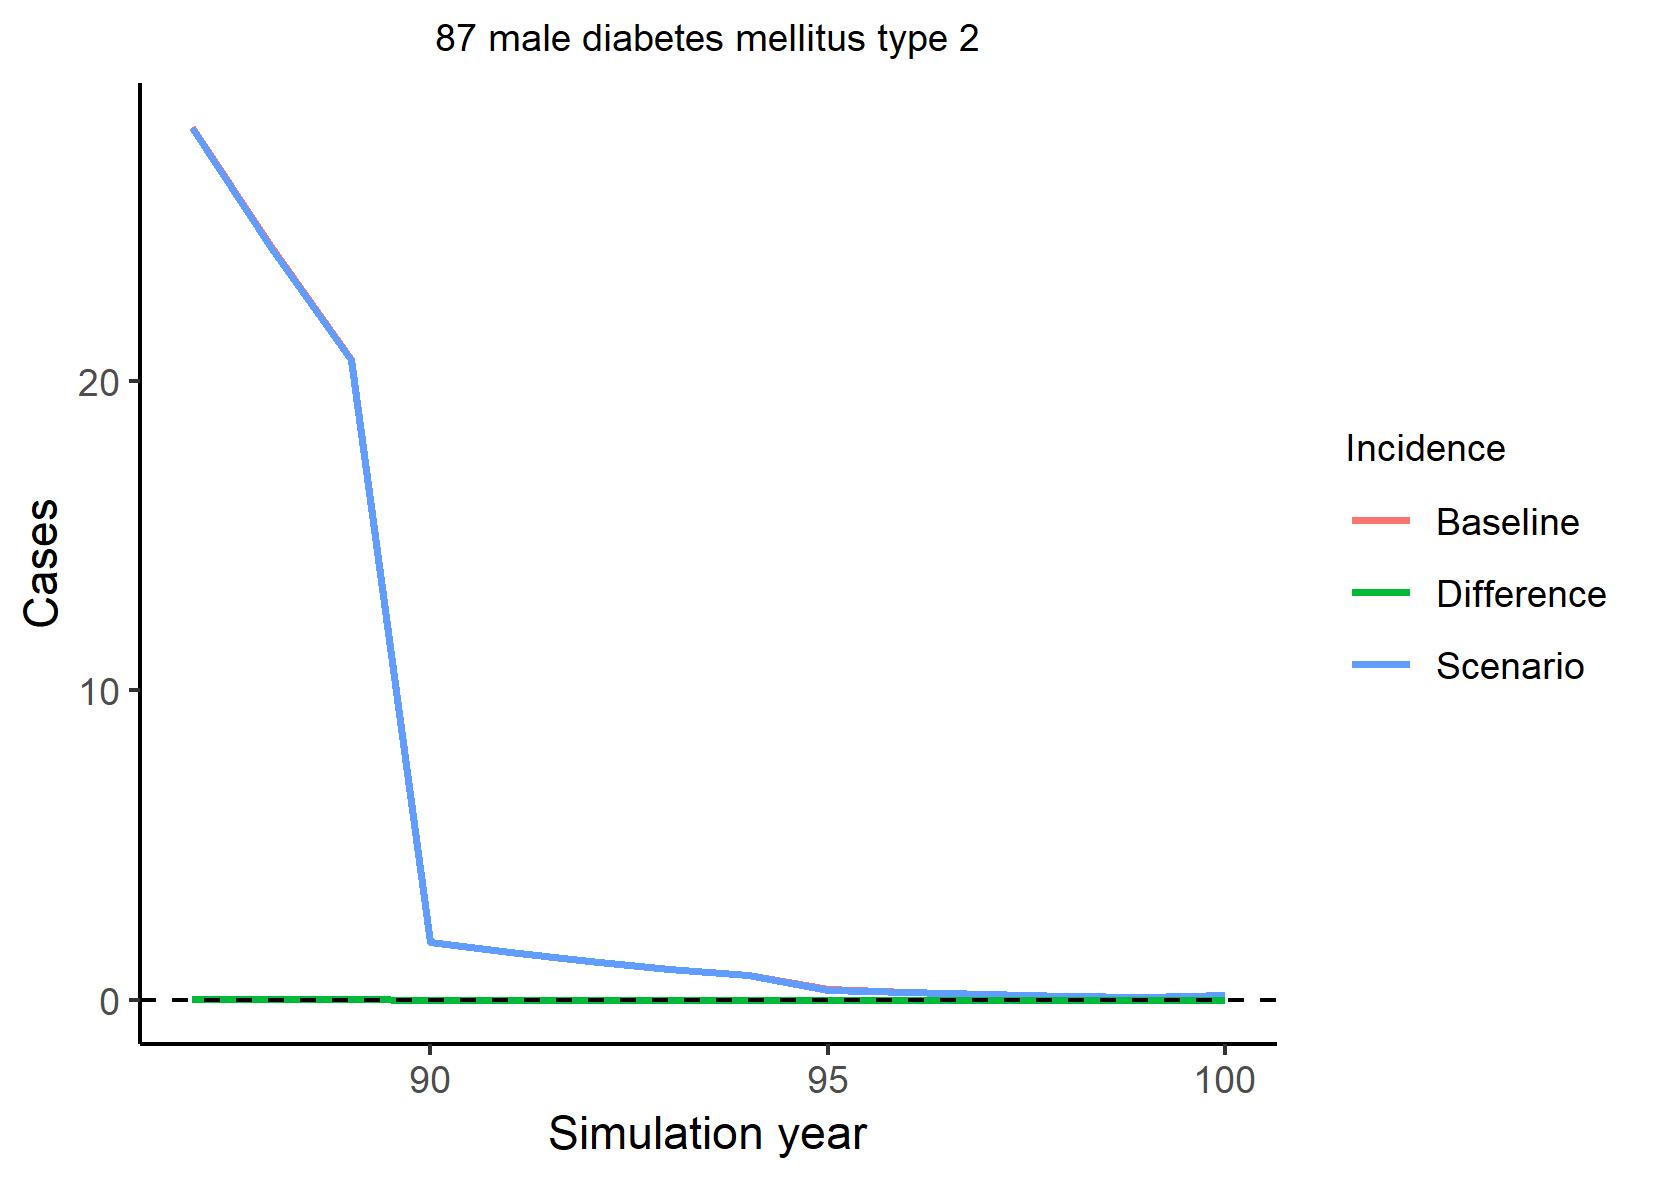 87 male diabetes mellitus type 2
Cases
20
10
0
90
95
100
Simulation year
Incidence
Baseline
Difference
Scenario